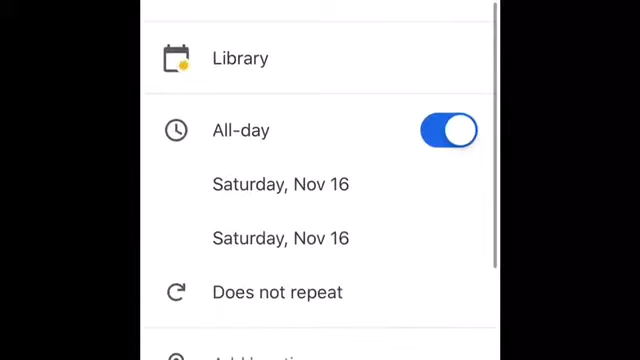 Library
All-day
Saturday, Nov 16
Saturday, Nov 16
Does not repeat